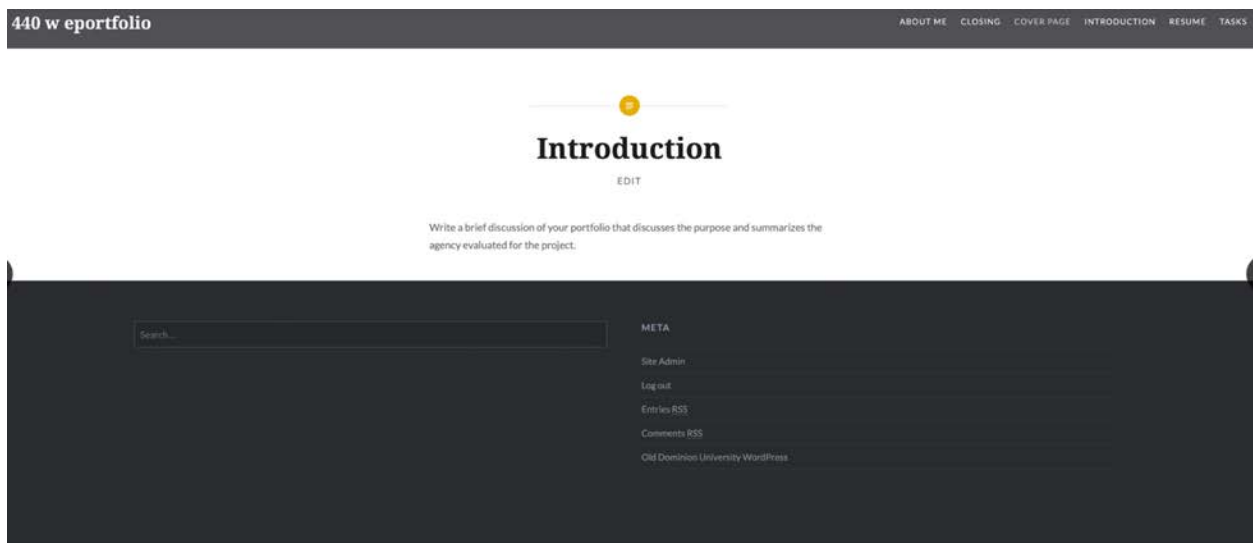 440 w eportfolio
ABOUT ME CLOSING COVER PAGE INTRODUCTION RESUME TASKS
Introduction
EDIT
Write a brief discussion of your portfolio that discusses the purpose and summarizes the
agency evaluated for the project.
Search...
META
Site Admin
Log out
Entries RSS
Comments RSS
Old Dominion University WordPress